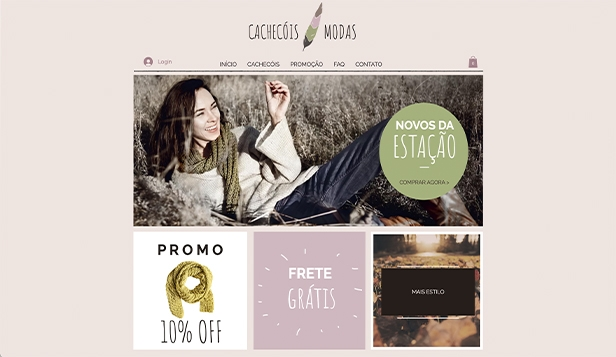 CACHECÓIS MODAS
Login
INÍCIO CACHECÓIS PROMOÇÃO FAQ CONTATO
0
NOVOS DA
ESTAÇÃO
COMPRAR AGORA >
PROMO
10% OFF
FRETE
GRÁTIS
MAIS ESTILO